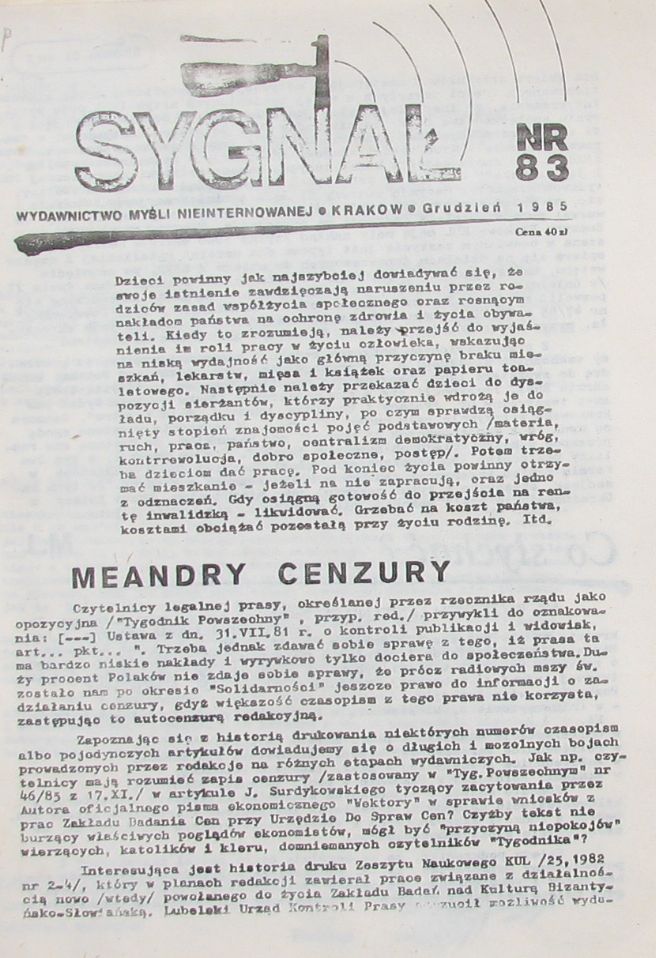 SYGNAŁ
NR
83
WYDAWNICTWO MYŚLI NIEINTERNOWANEJ ● KRAKOW ● Grudzień 1985
Cena 40 zł
Dzieci powinny jak najszybciej dowiadywać się, że
swoje istnienie zawdzięczają naruszeniu przez ro-
dziców zasad współżycia społecznego oraz rosnącym
nakładom państwa na ochronę zdrowia i życia obywa-
teli. Kiedy to zrozumieją, należy przejść do wyjaś-
nienia im roli pracy w życiu człowieka, wskazując
na niską wydajność jako główną przyczynę braku mie-
szkań, lekarstw, mięsa i książek oraz papieru toa-
letowego. Następnie należy przekazać dzieci do dys-
pozycji sierżantów, którzy praktycznie wdrożą je do
ładu, porządku i dyscypliny, po czym sprawdzą osiąg-
nięty stopień znajomości pojęć podstawowych /materia,
ruch, praca, państwo, centralizm demokratyczny, wróg,
kontrrewolucja, dobro społeczne, postęp/. Potem trze-
ba dzieciom dać pracę. Pod koniec życia powinny otrzy-
mać mieszkanie - jeżeli na nie zapracują, oraz jedno
z odznaczeń. Gdy osiągną gotowość do przejścia na ren-
tę inwalidzką - likwidować. Grzebać na koszt państwa,
kosztami obciążać pozostałą przy życiu rodzinę. Itd.
MEANDRY CENZURY
Czytelnicy legalnej prasy, określanej przez rzecznika rządu jako
opozycyjna /"Tygodnik Powszechny" , przyp. red./ przywykli do oznakowa-
nia: [---] Ustawa z dn. 31.VII.81 r. o kontroli publikacji i widowisk,
art... pkt... ". Trzeba jednak zdawać sobie sprawę z tego, iż prasa ta
ma bardzo niskie nakłady i wyrywkowo tylko dociera do społeczeństwa.Du-
ży procent Polaków nie zdaje sobie sprawy, że prócz radiowych mszy św.
zostało nam po okresie "Solidarności" jeszcze prawo do informacji o za-
działaniu cenzury, gdyż większość czasopism z tego prawa nie korzysta,
zastępując to autocenzurą redakcyjną.
Zapoznając się z historią drukowania niektórych numerów czasopism
albo pojedynczych artykułów dowiadujemy się o długich i mozolnych bojach
prowadzonych przez redakcje na różnych etapach wydawniczych. Jak np. czy-
telnicy mają rozumieć zapis cenzury /zastosowany w "Tyg.Powszechnym" nr
46/85 z 17.XI./ w artykule J. Surdykowskiego tyczący zacytowania przez
Autora oficjalnego pisma ekonomicznego "Wektory" w sprawie wniosków z
prac Zakładu Badania Cen przy Urzędzie Do Spraw Cen? Czyżby tekst nie
burzący właściwych poglądów ekonomistów, mógł być "przyczyną niepokojów"
wierzących, katolików i kleru, domniemanych czytelników "Tygodnika"?
Interesująca jest historia druku Zeszytu Naukowego KUL /25,1982
nr 2-4/, który w planach redakcji zawierał prace związane z działalnoś-
cią nowo /wtedy/ powołanego do życia Zakładu Badań nad Kulturą Bizanty-
ńsko-Słowiańską. Lubelski Urząd Kontroli Prasy możliwość wyda-